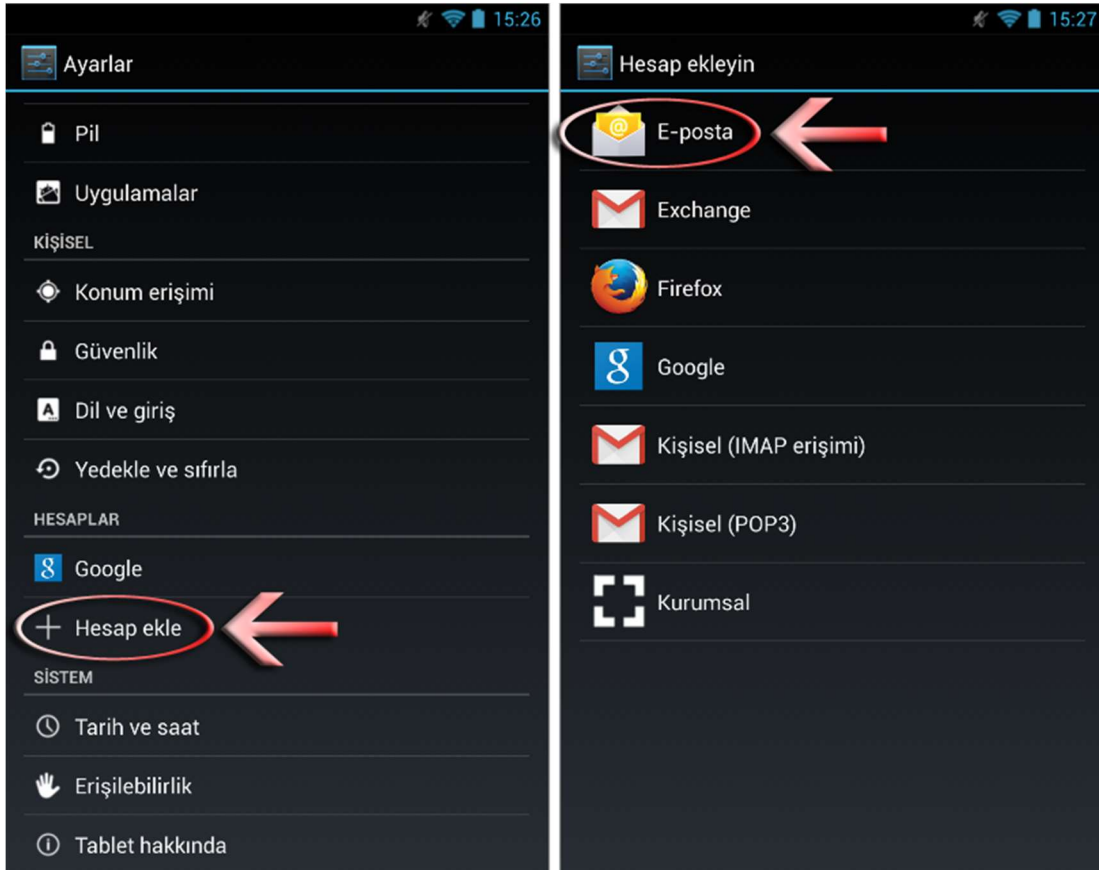 15:26
Ayarlar
Pil
Uygulamalar
KİŞİSEL
Konum erişimi
Güvenlik
A Dil ve giriş
Yedekle ve sıfırla
HESAPLAR
8 Google
Hesap ekle
SİSTEM
Tarih ve saat
Erişilebilirlik
Tablet hakkında
15:27
Hesap ekleyin
@ E-posta
Exchange
Firefox
8 Google
Kişisel (IMAP erişimi)
Kişisel (POP3)
Kurumsal